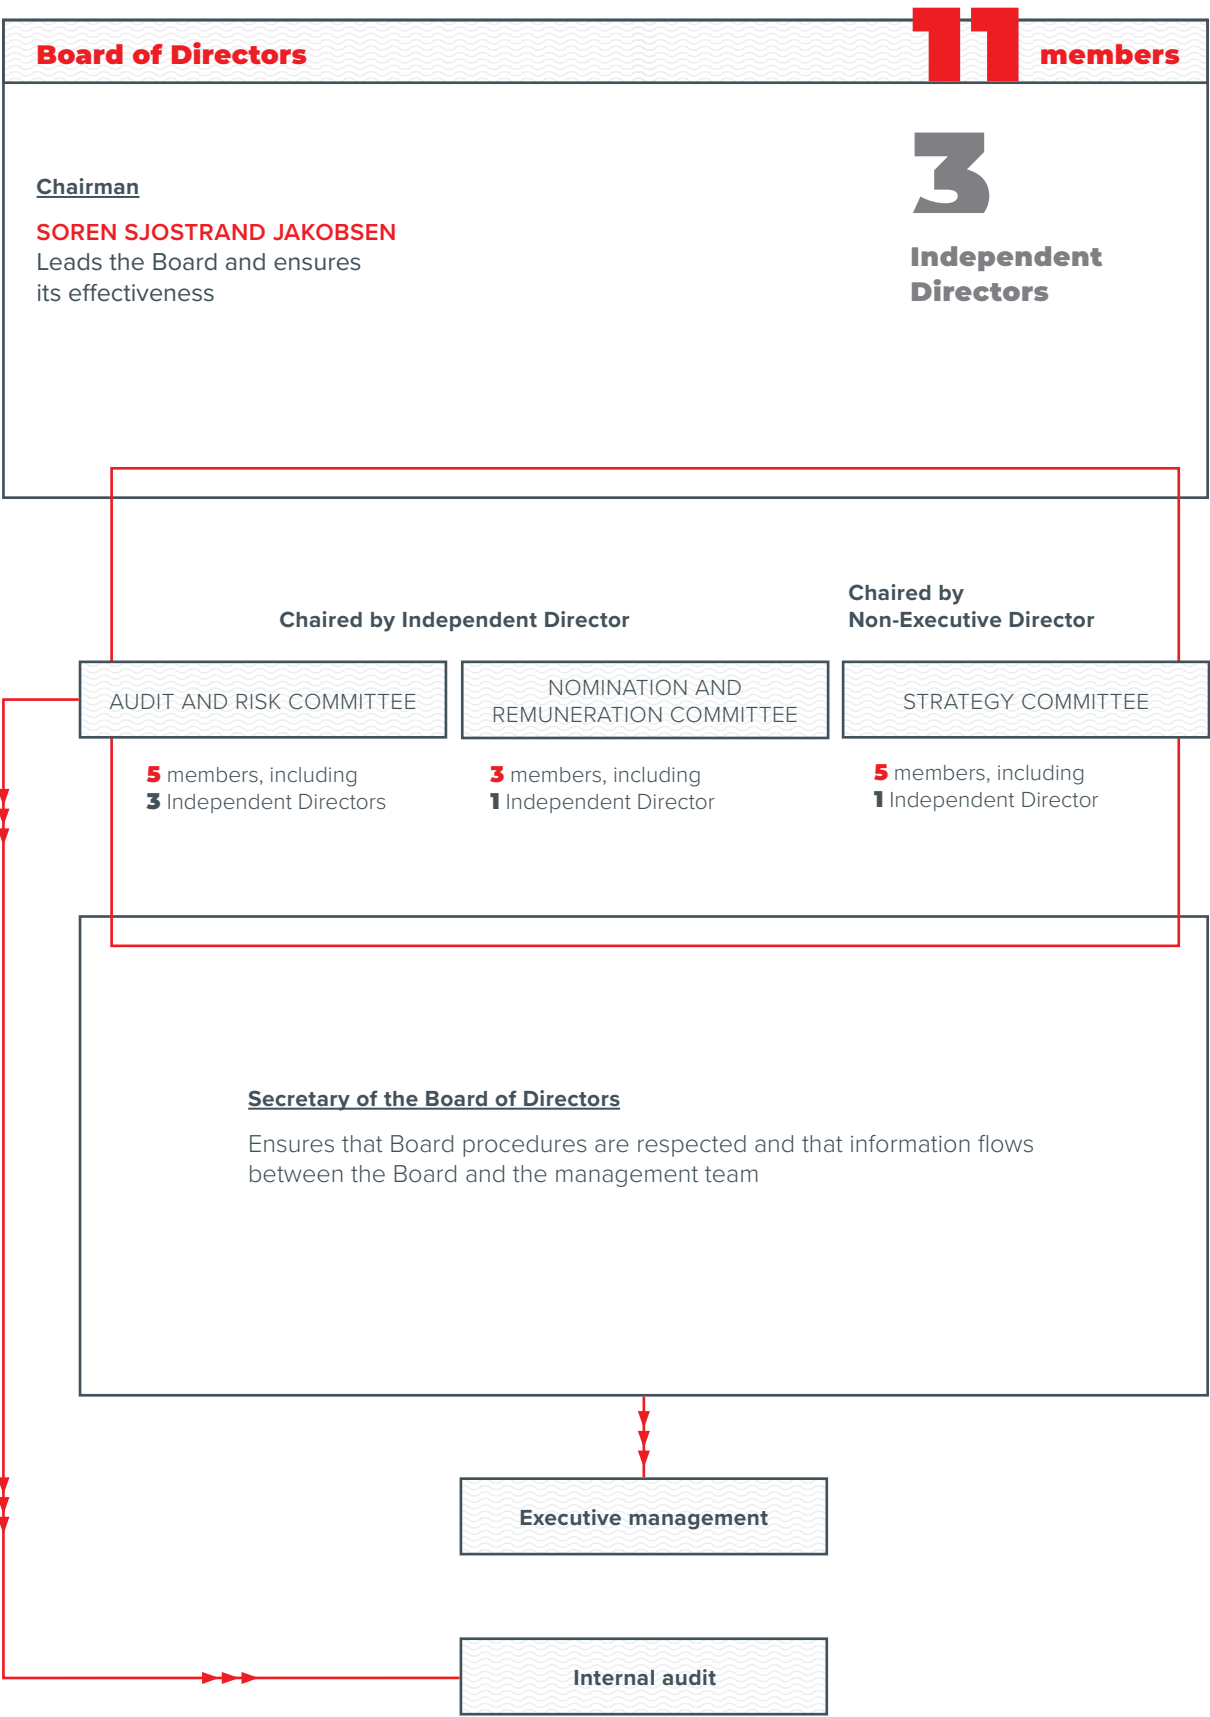 Board of Directors
11 members
Chairman
SOREN SJOSTRAND JAKOBSEN
Leads the Board and ensures
its effectiveness
3
Independent
Directors
Chaired by Independent Director
Chaired by
Non-Executive Director
AUDIT AND RISK COMMITTEE
NOMINATION AND
REMUNERATION COMMITTEE
STRATEGY COMMITTEE
5 members, including
3 Independent Directors
3 members, including
1 Independent Director
5 members, including
1 Independent Director
Secretary of the Board of Directors
Ensures that Board procedures are respected and that information flows
between the Board and the management team
Executive management
Internal audit